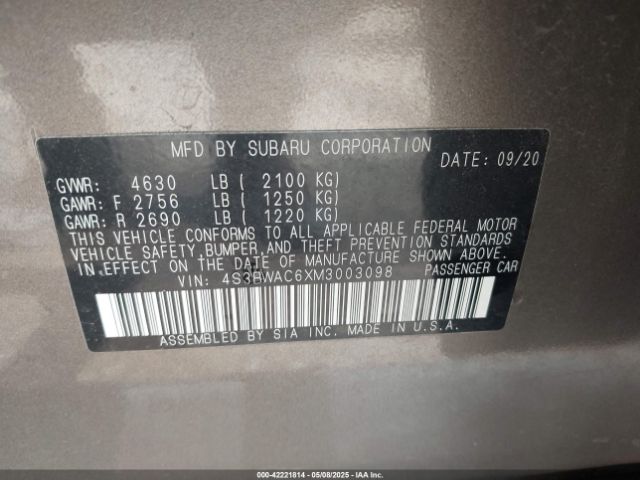 MFD BY SUBARU CORPORATION
DATE: 09/20
GVWR: 4630 LB ( 2100 KG)
GAWR: F 2756 LB ( 1250 KG)
GAWR: R 2690 LB ( 1220 KG)
THIS VEHICLE CONFORMS TO ALL APPLICABLE FEDERAL MOTOR
VEHICLE SAFETY,BUMPER,AND THEFT PREVENTION STANDARDS
IN EFFECT ON THE DATE OF MANUFACTURE SHOWN ABOVE.
VIN: 4S3BWAC6XM3003098 PASSENGER CAR
ASSEMBLED BY SIA INC. MADE IN U.S.A.
000-42221814 05/08/2025 IAAI.com Inc.